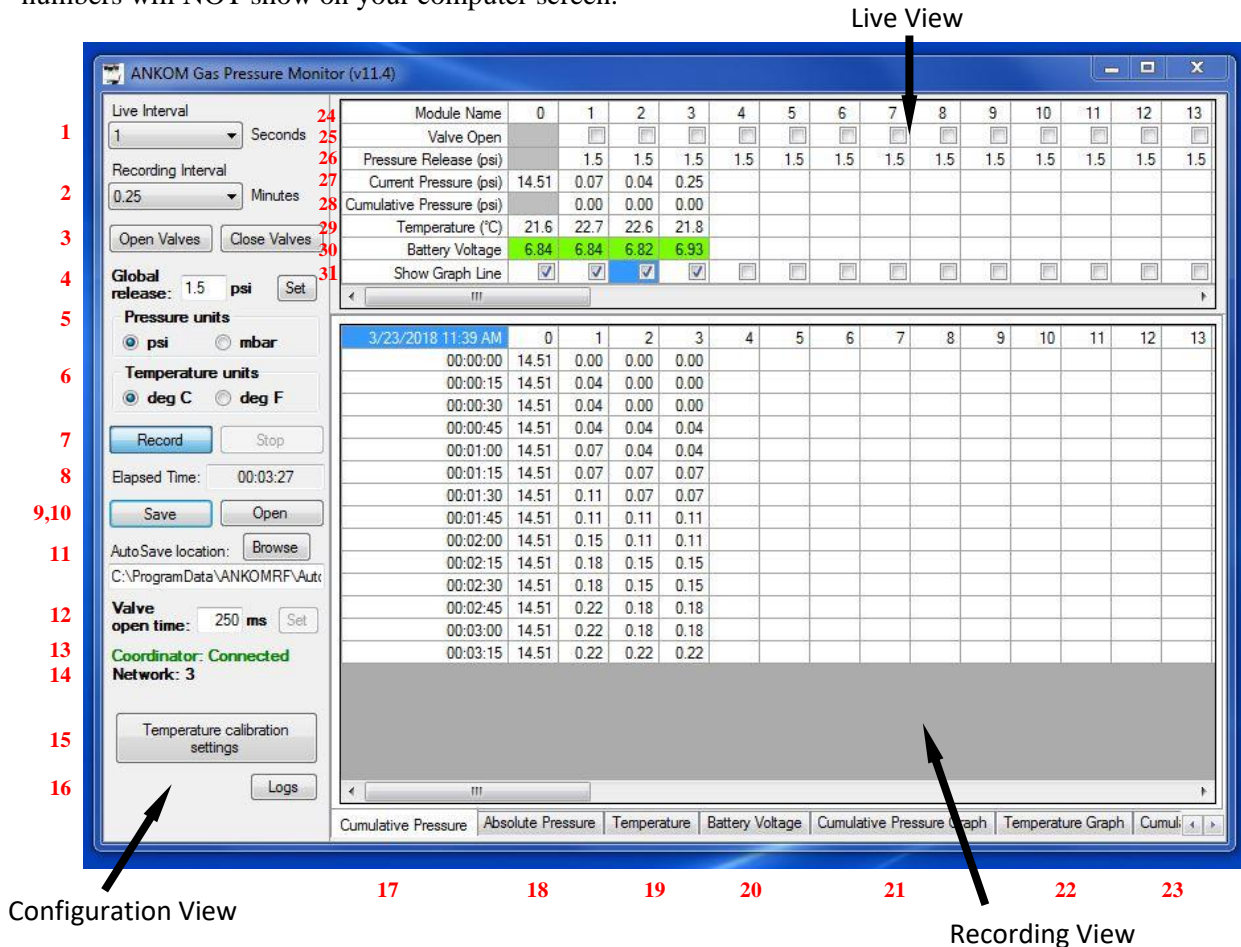 numbers will NOT show on your computer screen.
Live View
ANKOM Gas Pressure Monitor (v11.4)
Live Interval
1 1 Seconds
Recording Interval
2 0.25 Minutes
3 Open Valves Close Valves
4 Global release: 1.5 psi Set
5 Pressure units
psi mbar
6 Temperature units
deg C deg F
7 Record Stop
8 Elapsed Time: 00:03:27
9,10 Save Open
11 AutoSave location: Browse
C:\ProgramData\ANKOMRF\Auto
12 Valve open time: 250 ms Set
13 Coordinator: Connected
14 Network: 3
15 Temperature calibration
settings
16 Logs
24 Module Name 0 1 2 3 4 5 6 7 8 9 10 11 12 13
25 Valve Open
26 Pressure Release (psi) 1.5 1.5 1.5 1.5 1.5 1.5 1.5 1.5 1.5 1.5 1.5 1.5 1.5
27 Current Pressure (psi) 14.51 0.07 0.04 0.25
28 Cumulative Pressure (psi) 0.00 0.00 0.00
29 Temperature (°C) 21.6 22.7 22.6 21.8
30 Battery Voltage 6.84 6.84 6.82 6.93
31 Show Graph Line
3/23/2018 11:39 AM 0 1 2 3 4 5 6 7 8 9 10 11 12 13
00:00:00 14.51 0.00 0.00 0.00
00:00:15 14.51 0.04 0.00 0.00
00:00:30 14.51 0.04 0.00 0.00
00:00:45 14.51 0.04 0.04 0.04
00:01:00 14.51 0.07 0.04 0.04
00:01:15 14.51 0.07 0.07 0.07
00:01:30 14.51 0.11 0.07 0.07
00:01:45 14.51 0.11 0.11 0.11
00:02:00 14.51 0.15 0.11 0.11
00:02:15 14.51 0.18 0.15 0.15
00:02:30 14.51 0.18 0.15 0.15
00:02:45 14.51 0.22 0.18 0.18
00:03:00 14.51 0.22 0.18 0.18
00:03:15 14.51 0.22 0.22 0.22
Cumulative Pressure Absolute Pressure Temperature Battery Voltage Cumulative Pressure Graph Temperature Graph Cumul
17 18 19 20 21 22 23
Configuration View
Recording View